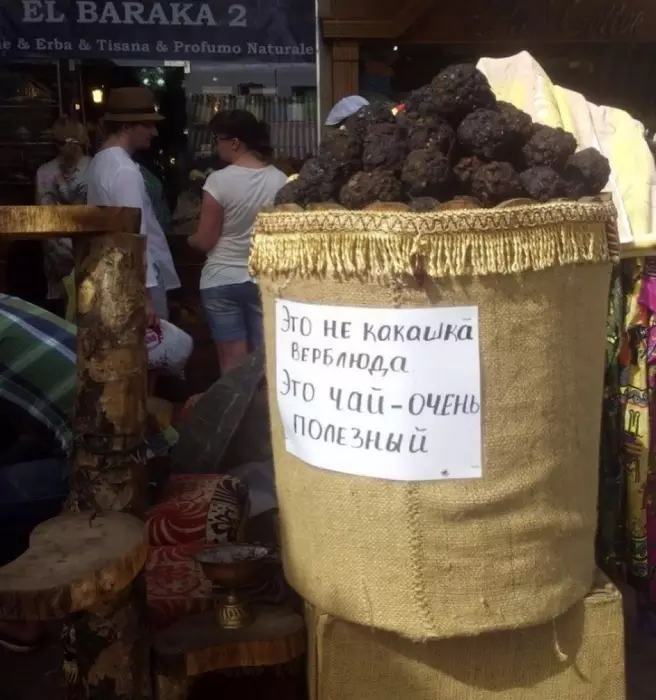 EL BARAKA 2
e & Erba & Tisana & Profumo Naturale
Это не какашка
верблюда
Это чай-очень
полезный